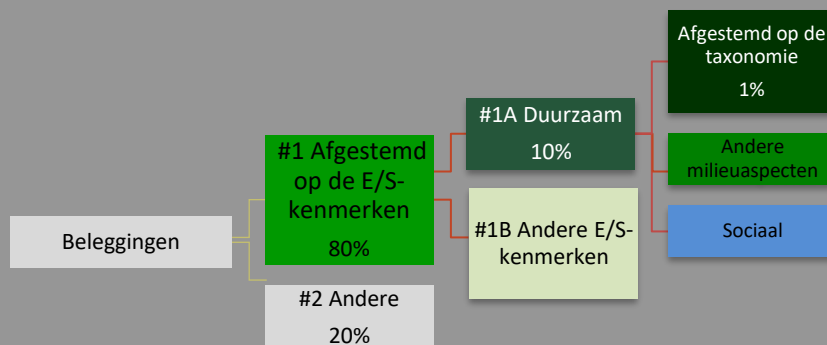 Beleggingen
#1 Afgestemd
op de E/S-
kenmerken
80%
#2 Andere
20%
#1A Duurzaam
10%
#1B Andere E/S-
kenmerken
Afgestemd op de
taxonomie
1%
Andere
milieuaspecten
Sociaal